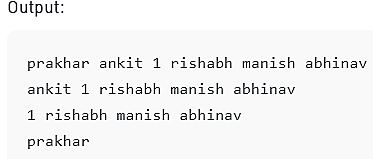 Output:
prakhar ankit 1 rishabh manish abhinav
ankit 1 rishabh manish abhinav
1 rishabh manish abhinav
prakhar